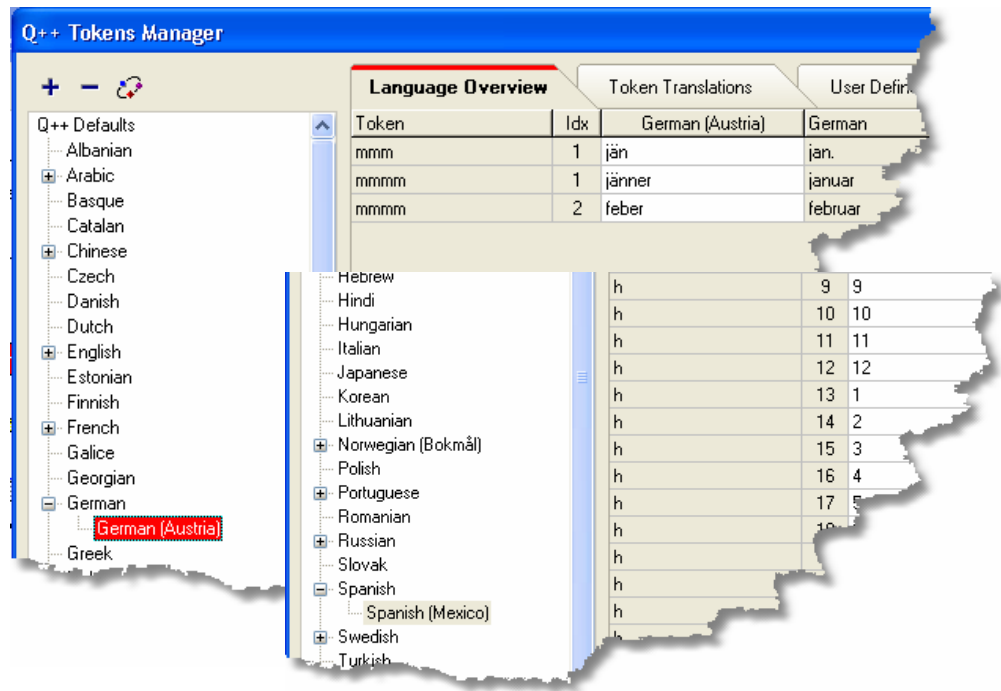 Q++ Tokens Manager
Language Overview Token Translations User Defin
Q++ Defaults
Albanian
Arabic
Basque
Catalan
Chinese
Czech
Danish
Dutch
English
Estonian
Finnish
French
Galice
Georgian
German
German (Austria)
Greek
Token Idx German (Austria) German
mmm 1 jän jan.
mmmm 1 jänner januar
mmmm 2 feber februar
Hebrew
Hindi
Hungarian
Italian
Japanese
Korean
Lithuanian
Norwegian (Bokmål)
Polish
Portuguese
Romanian
Russian
Slovak
Spanish
Spanish (Mexico)
Swedish
Turkish
h 9 9
h 10 10
h 11 11
h 12 12
h 13 1
h 14 2
h 15 3
h 16 4
h 17 5
h
h
h
h
h